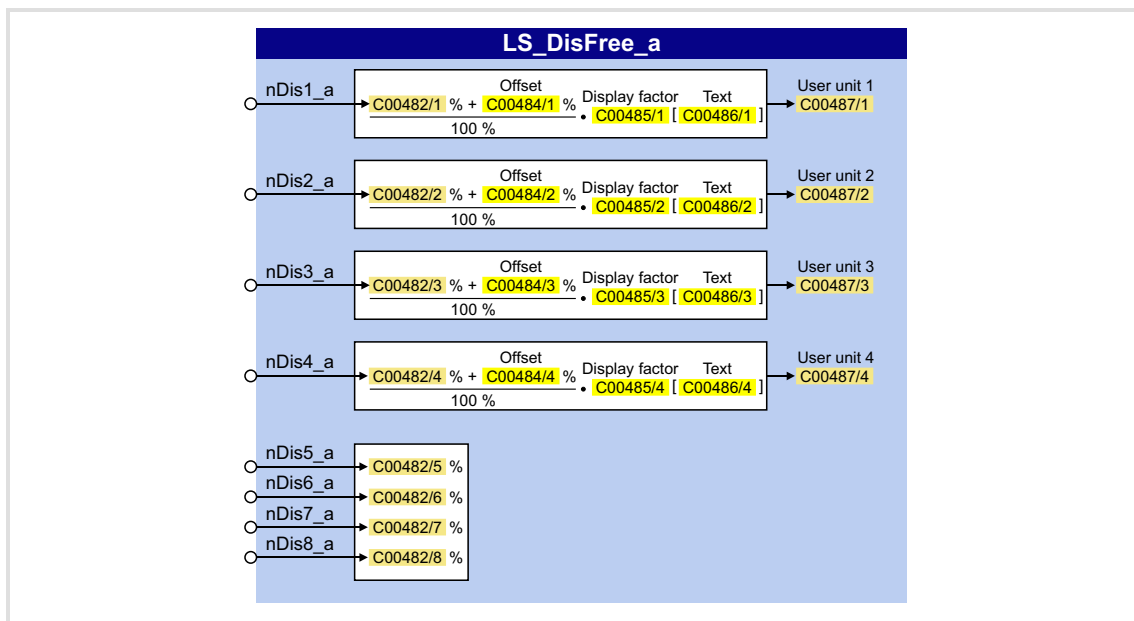 LS_DisFree_a
nDis1_a
Offset
Display factor Text
User unit 1
C00482/1 % + C00484/1 %
• C00485/1 [ C00486/1 ]
C00487/1
100 %
nDis2_a
Offset
Display factor Text
User unit 2
C00482/2 % + C00484/2 %
• C00485/2 [ C00486/2 ]
C00487/2
100 %
nDis3_a
Offset
Display factor Text
User unit 3
C00482/3 % + C00484/3 %
• C00485/3 [ C00486/3 ]
C00487/3
100 %
nDis4_a
Offset
Display factor Text
User unit 4
C00482/4 % + C00484/4 %
• C00485/4 [ C00486/4 ]
C00487/4
100 %
nDis5_a
C00482/5 %
nDis6_a
C00482/6 %
nDis7_a
C00482/7 %
nDis8_a
C00482/8 %